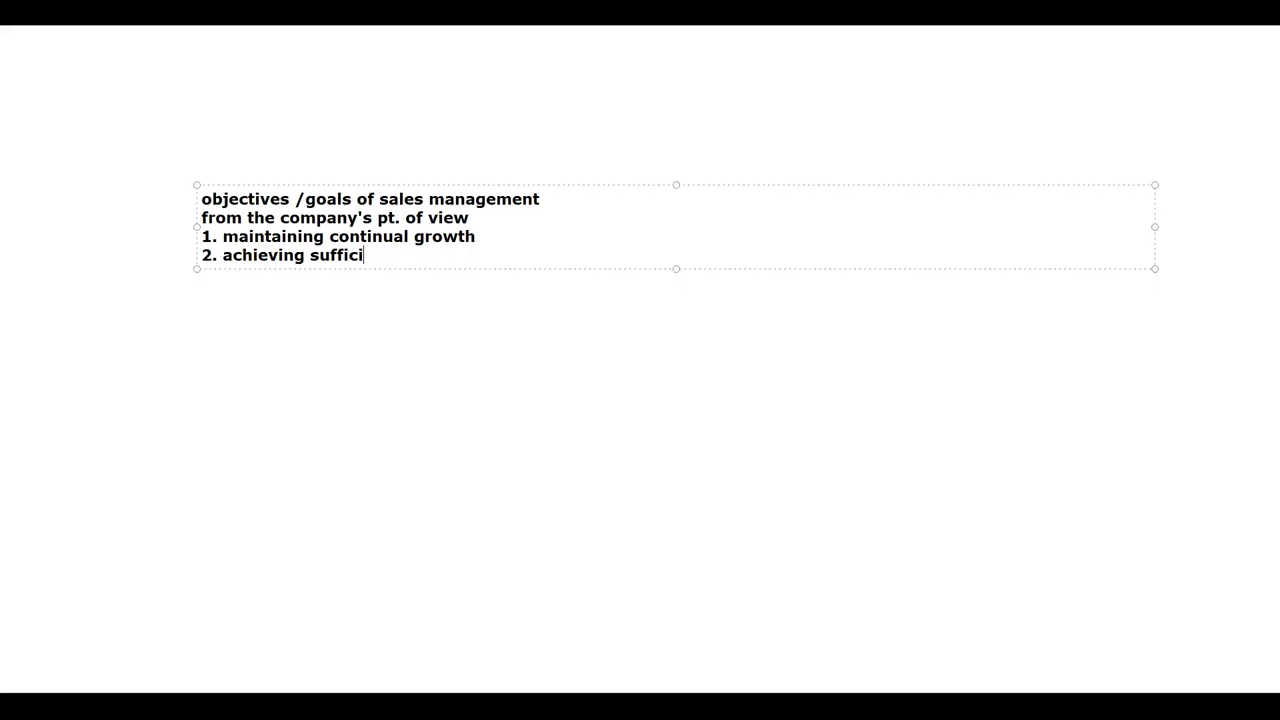 objectives /goals of sales management
from the company's pt. of view
1. maintaining continual growth
2. achieving suffici